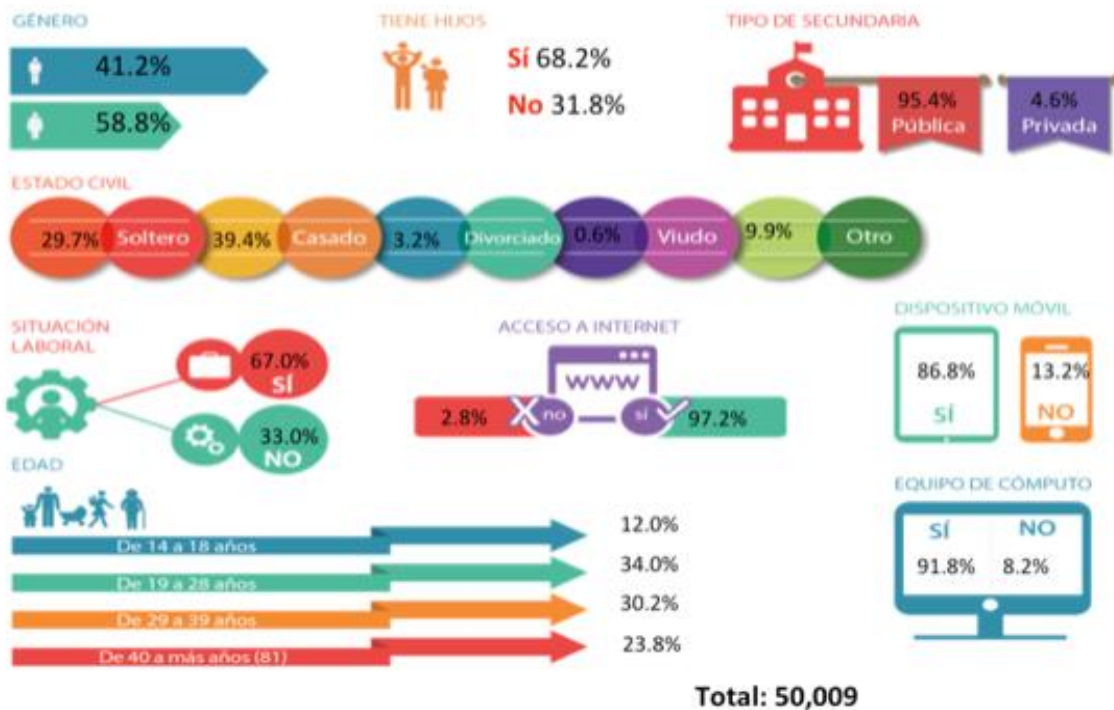 GÉNERO
41.2%
58.8%
TIENE HIJOS
Sí 68.2%
No 31.8%
TIPO DE SECUNDARIA
95.4%
Pública
4.6%
Privada
ESTADO CIVIL
29.7% Soltero 39.4% Casado 3.2% Divorciado 0.6% Viudo 9.9% Otro
SITUACIÓN
LABORAL
67.0%
SÍ
33.0%
NO
ACCESO A INTERNET
www
2.8% no sí 97.2%
DISPOSITIVO MÓVIL
86.8%
SÍ
13.2%
NO
EDAD
De 14 a 18 años 12.0%
De 19 a 28 años 34.0%
De 29 a 39 años 30.2%
De 40 a más años (81) 23.8%
EQUIPO DE CÓMPUTO
SÍ NO
91.8% 8.2%
Total: 50,009